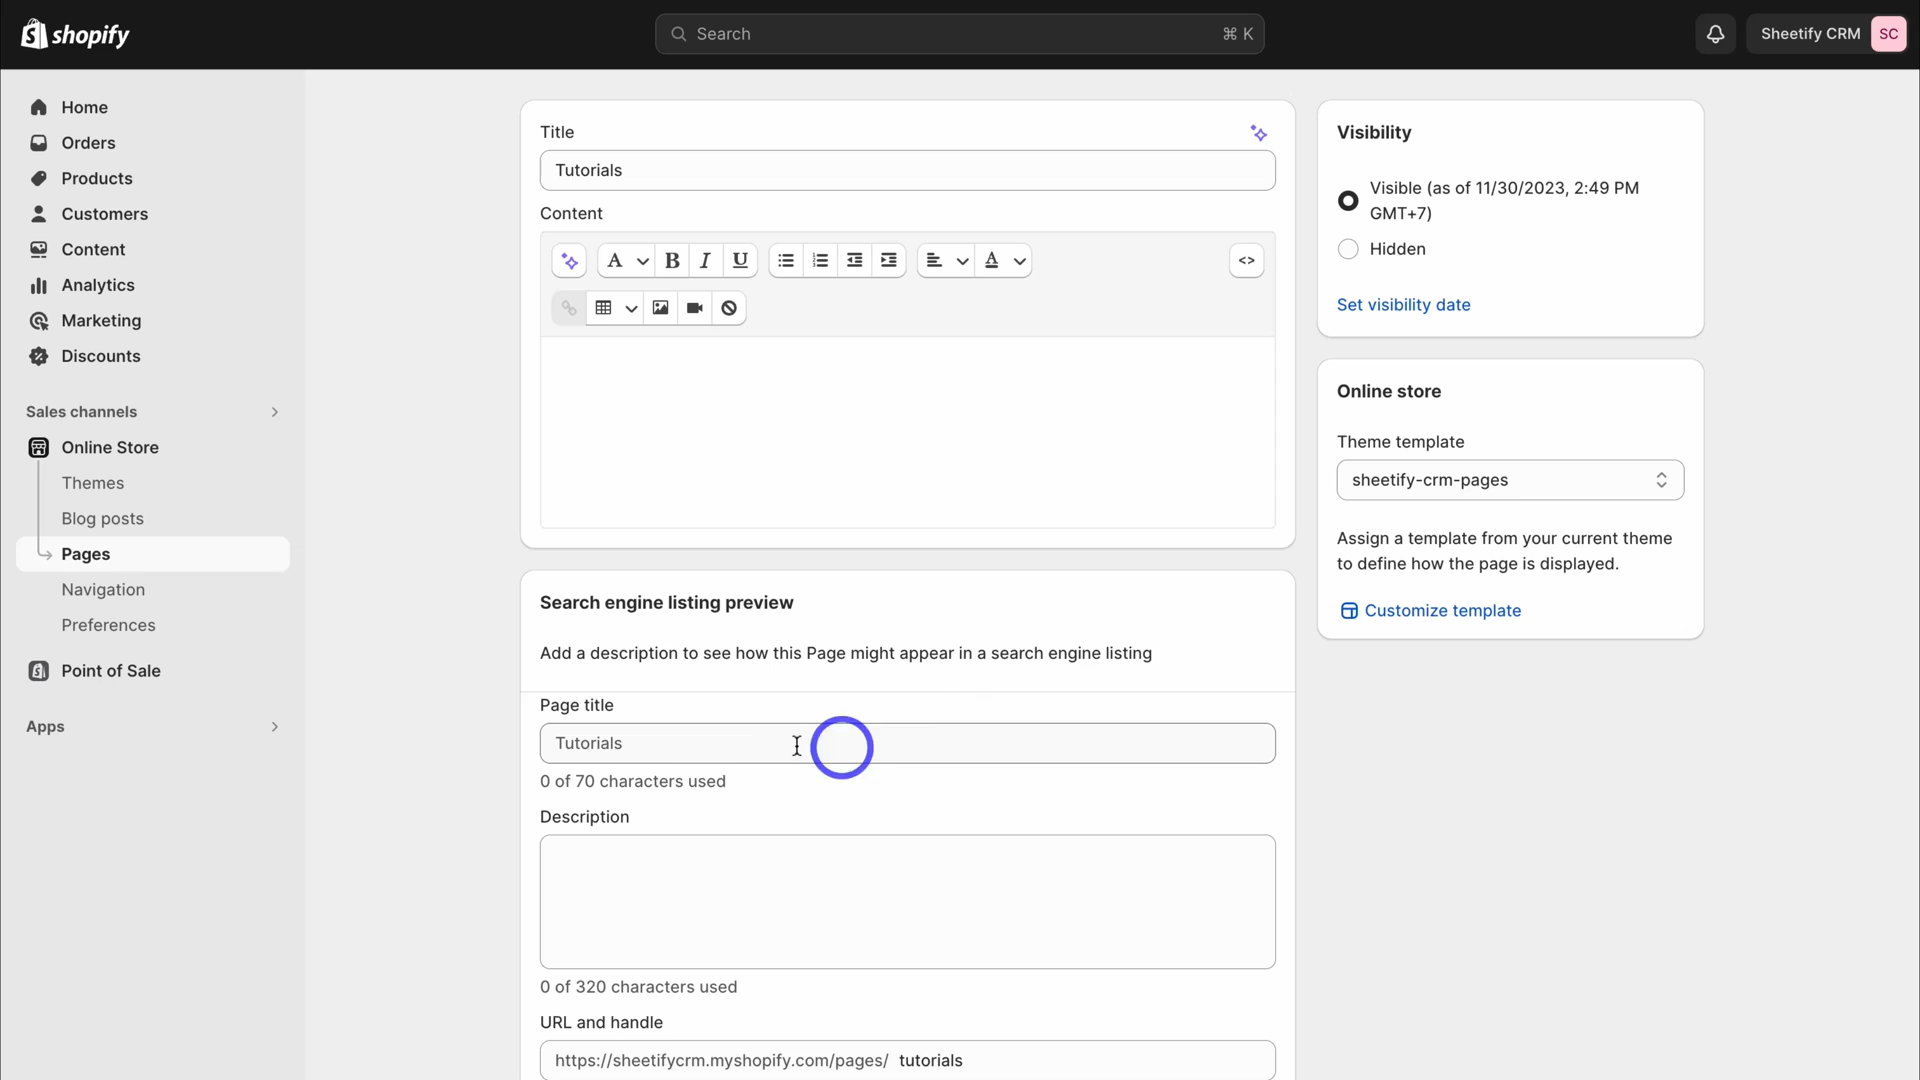 shopify
Search
⌘ K
Sheetify CRM
SC
Home
Orders
Products
Customers
Content
Analytics
Marketing
Discounts
Sales channels
Online Store
Themes
Blog posts
Pages
Navigation
Preferences
Point of Sale
Apps
Title
Tutorials
Content
A
B
I
U
A
<>
Search engine listing preview
Add a description to see how this Page might appear in a search engine listing
Page title
Tutorials
0 of 70 characters used
Description
0 of 320 characters used
URL and handle
https://sheetifycrm.myshopify.com/pages/ tutorials
Visibility
Visible (as of 11/30/2023, 2:49 PM
GMT+7)
Hidden
Set visibility date
Online store
Theme template
sheetify-crm-pages
Assign a template from your current theme
to define how the page is displayed.
Customize template